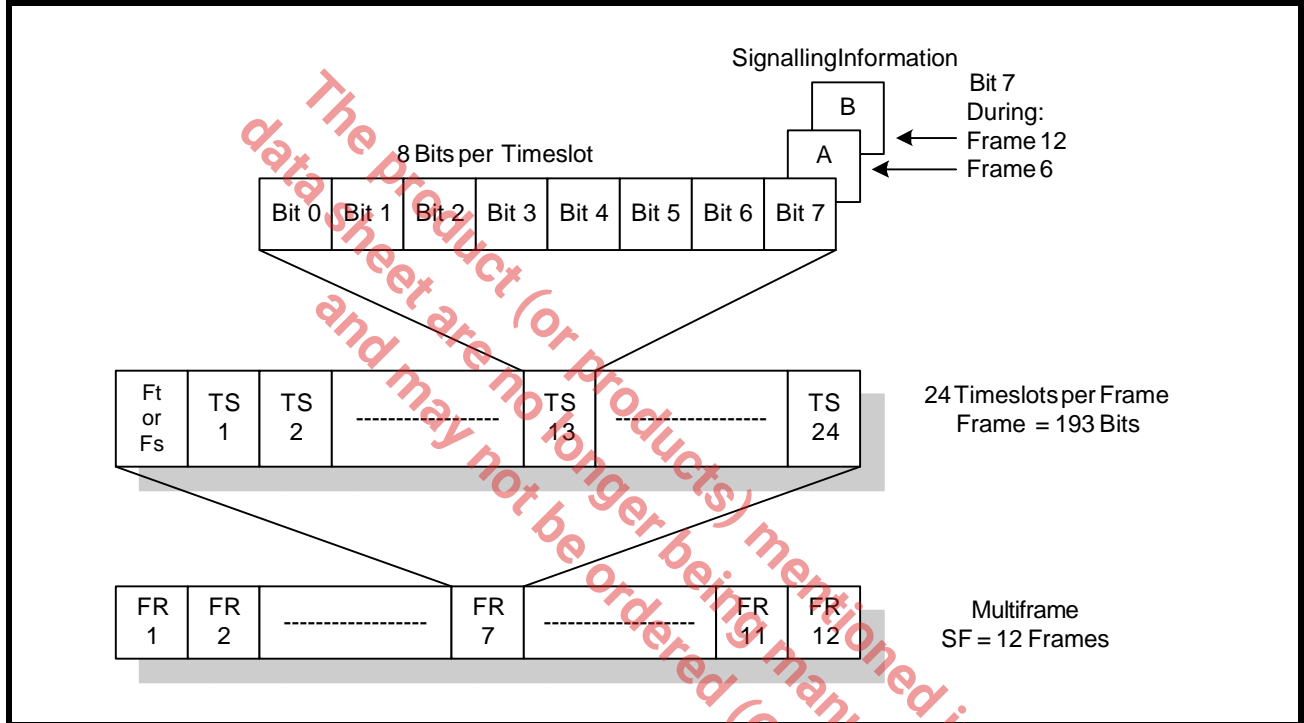 SignallingInformation
Bit 7
During:
Frame 12
Frame 6
B
A
8 Bits per Timeslot
Bit 0 Bit 1 Bit 2 Bit 3 Bit 4 Bit 5 Bit 6 Bit 7
Ft
or
Fs
TS
1
TS
2
TS
13
TS
24
24 Timeslots per Frame
Frame = 193 Bits
FR
1
FR
2
FR
7
FR
11
FR
12
Multiframe
SF = 12 Frames
The product (or products) mentioned
data sheet are no longer being
and may not be ordered